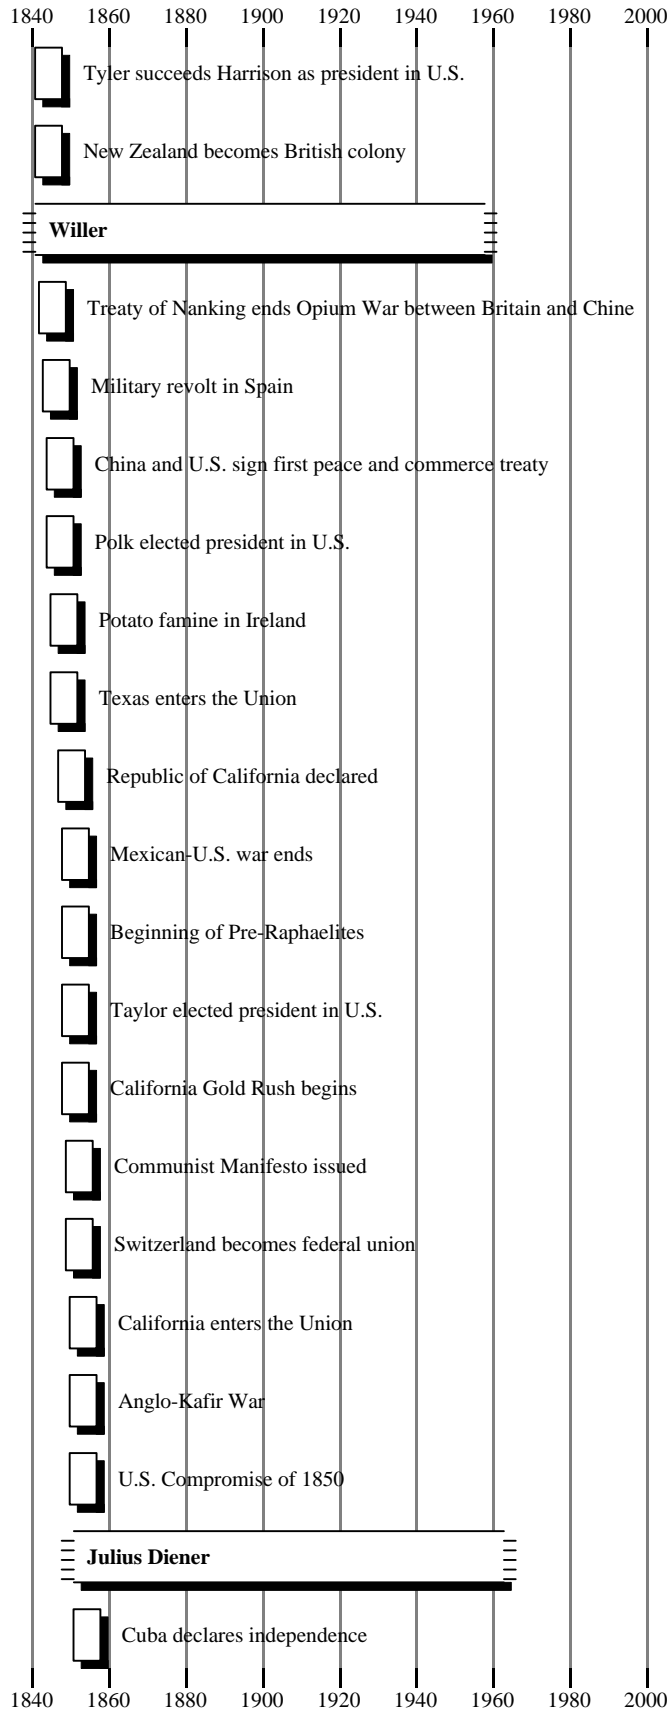 1840 1860 1880 1900 1920 1940 1960 1980 2000
Tyler succeeds Harrison as president in U.S.
New Zealand becomes British colony
Willer
Treaty of Nanking ends Opium War between Britain and Chine
Military revolt in Spain
China and U.S. sign first peace and commerce treaty
Polk elected president in U.S.
Potato famine in Ireland
Texas enters the Union
Republic of California declared
Mexican-U.S. war ends
Beginning of Pre-Raphaelites
Taylor elected president in U.S.
California Gold Rush begins
Communist Manifesto issued
Switzerland becomes federal union
California enters the Union
Anglo-Kafir War
U.S. Compromise of 1850
Julius Diener
Cuba declares independence
1840 1860 1880 1900 1920 1940 1960 1980 2000